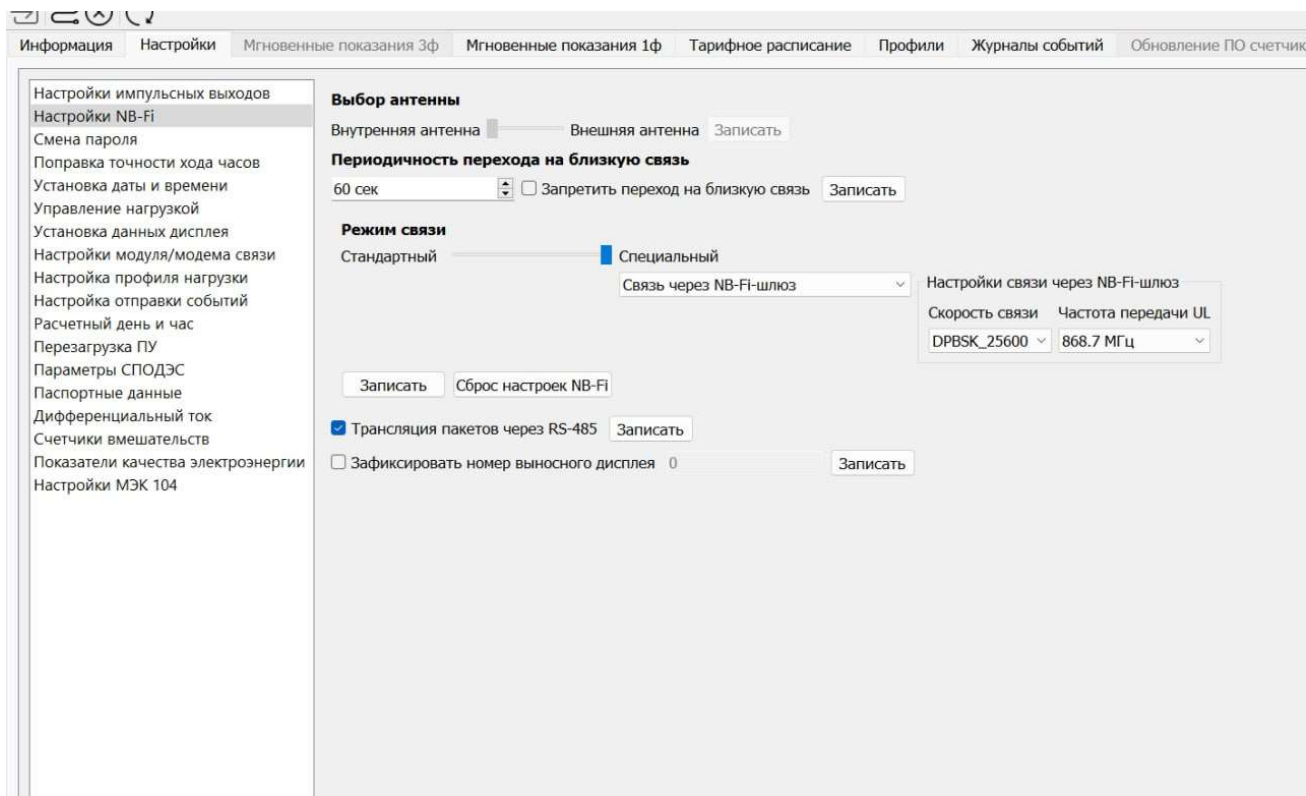 Информация Настройки Мгновенные показания 3ф Мгновенные показания 1ф Тарифное расписание Профили Журналы событий Обновление ПО счетчик
Настройки импульсных выходов
Настройки NB-Fi
Смена пароля
Поправка точности хода часов
Установка даты и времени
Управление нагрузкой
Установка данных дисплея
Настройки модуля/модема связи
Настройка профиля нагрузки
Настройка отправки событий
Расчетный день и час
Перезагрузка ПУ
Параметры СПОДЭС
Паспортные данные
Дифференциальный ток
Счетчики вмешательств
Показатели качества электроэнергии
Настройки МЭК 104
Выбор антенны
Внутренняя антенна Внешняя антенна Записать
Периодичность перехода на близкую связь
60 сек Запретить переход на близкую связь Записать
Режим связи
Стандартный Специальный
Связь через NB-Fi-шлюз
Настройки связи через NB-Fi-шлюз
Скорость связи Частота передачи UL
DPBSK_25600 868.7 МГц
Записать Сброс настроек NB-Fi
Трансляция пакетов через RS-485 Записать
Зафиксировать номер выносного дисплея 0 Записать